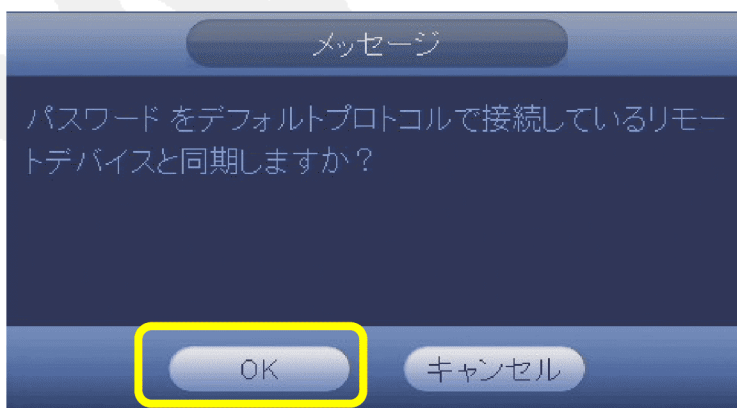 メッセージ
パスワード をデフォルトプロトコルで接続しているリモー
トデバイスと同期しますか？
OK
キャンセル